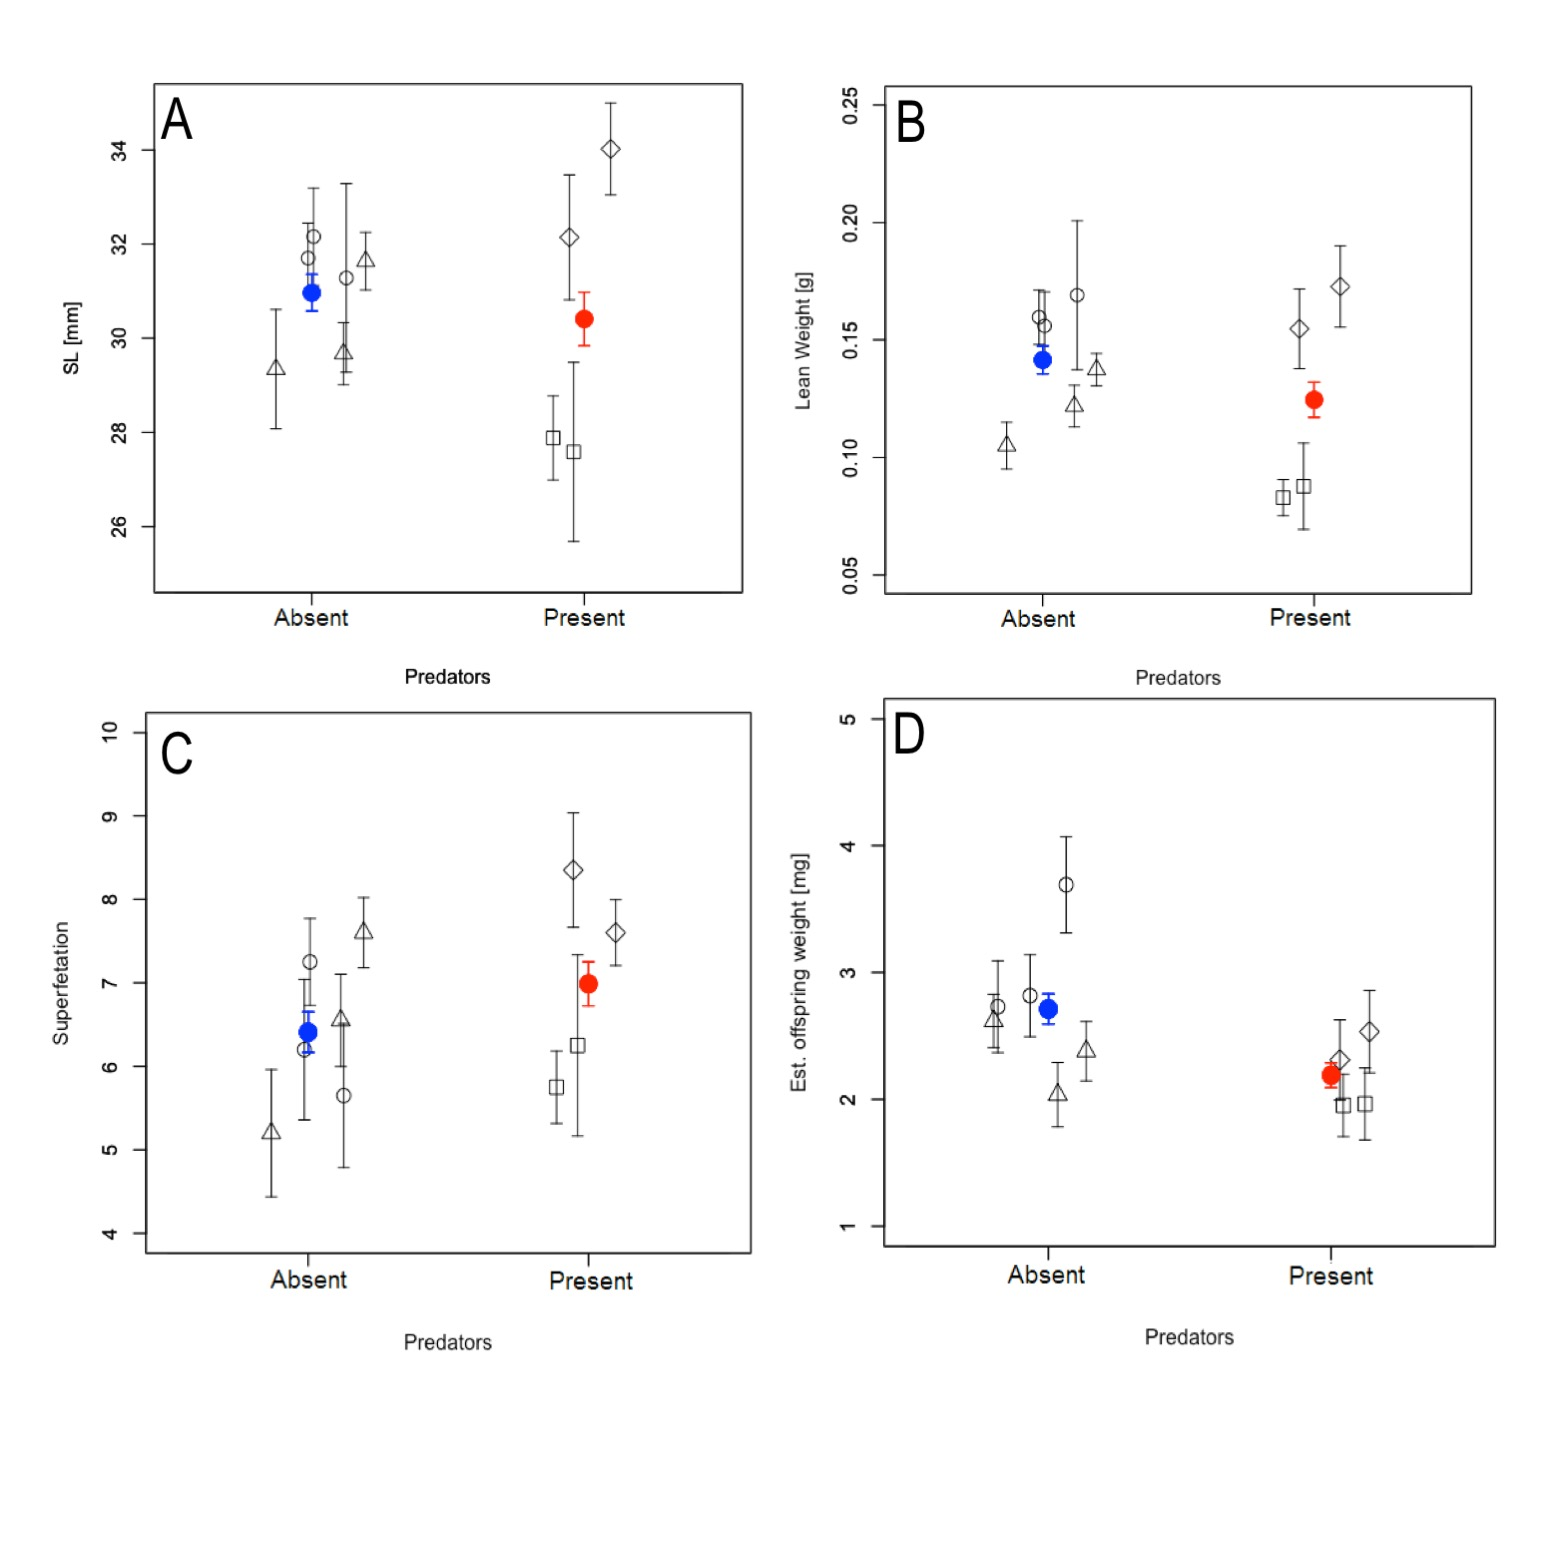 A
SL [mm]
34
32
30
28
26
Absent Present
Predators
B
Lean Weight [g]
0.25
0.20
0.15
0.10
0.05
Absent Present
Predators
C
Superfetation
10
9
8
7
6
5
4
Absent Present
Predators
D
Est. offspring weight [mg]
5
4
3
2
1
Absent Present
Predators